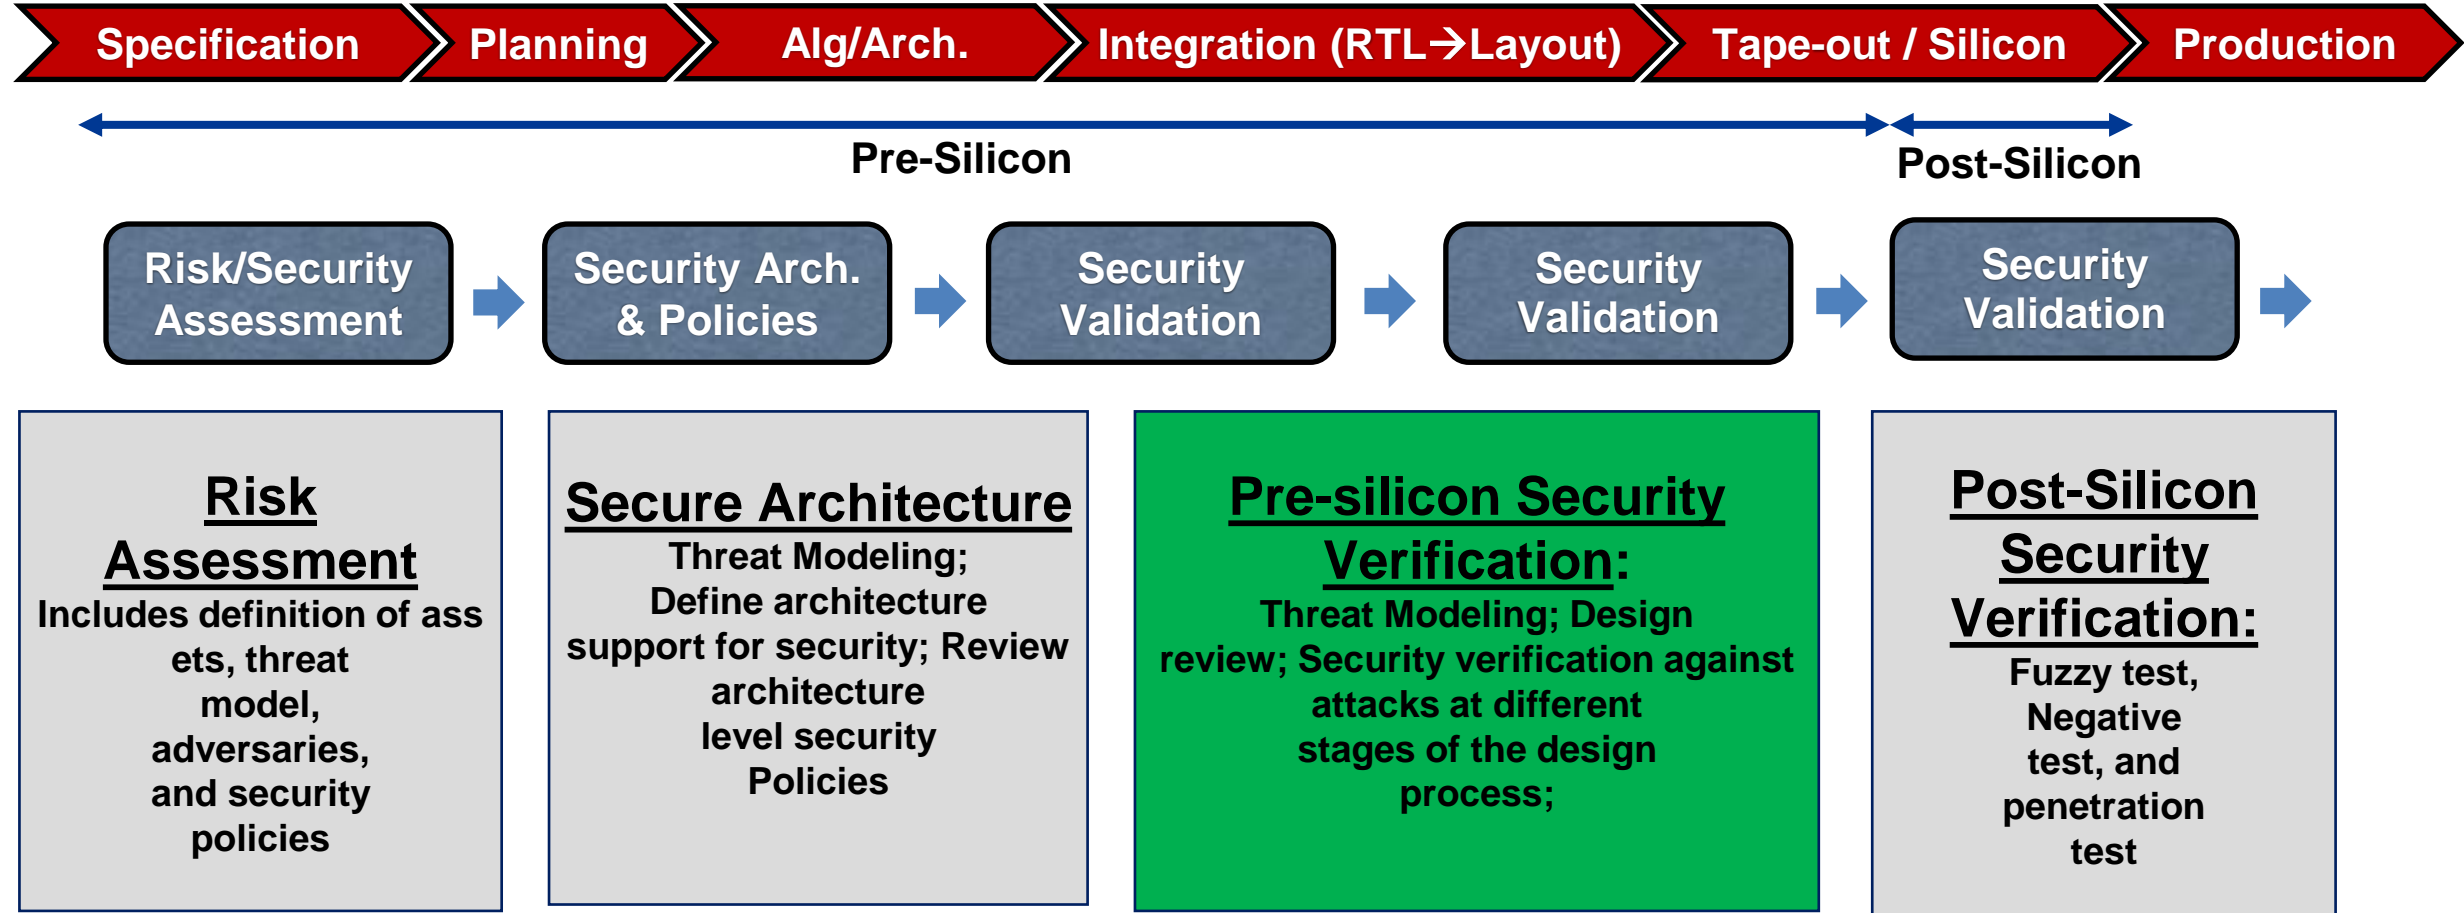 Specification
Planning
Alg/Arch.
Integration (RTL→Layout)
Tape-out / Silicon
Production
Pre-Silicon
Post-Silicon
Risk/Security
Assessment
Security Arch.
& Policies
Security
Validation
Security
Validation
Security
Validation
Risk
Assessment
Includes definition of ass
ets, threat
model,
adversaries,
and security
policies
Secure Architecture
Threat Modeling;
Define architecture
support for security; Review
architecture
level security
Policies
Pre-silicon Security
Verification:
Threat Modeling; Design
review; Security verification against
attacks at different
stages of the design
process;
Post-Silicon
Security
Verification:
Fuzzy test,
Negative
test, and
penetration
test